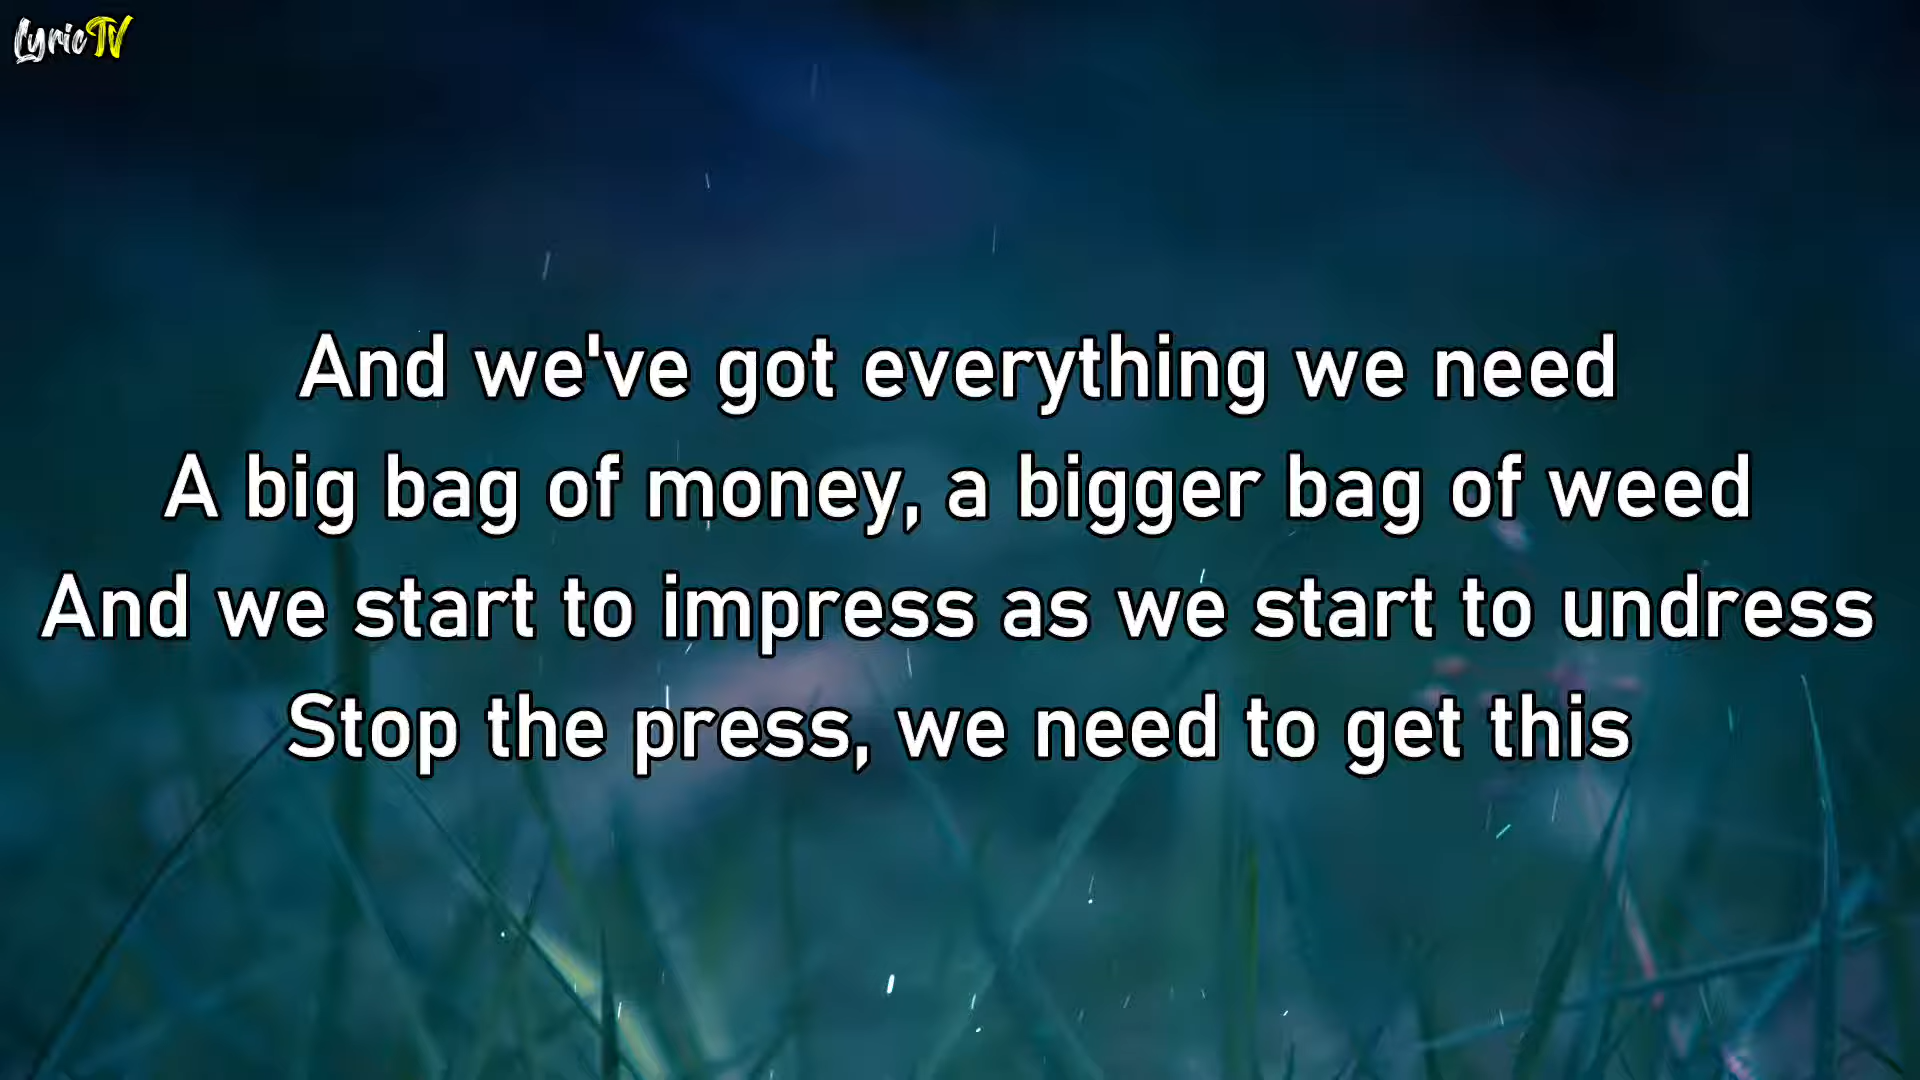 LyricTV
And we've got everything we need
A big bag of money, a bigger bag of weed
And we start to impress as we start to undress
Stop the press, we need to get this